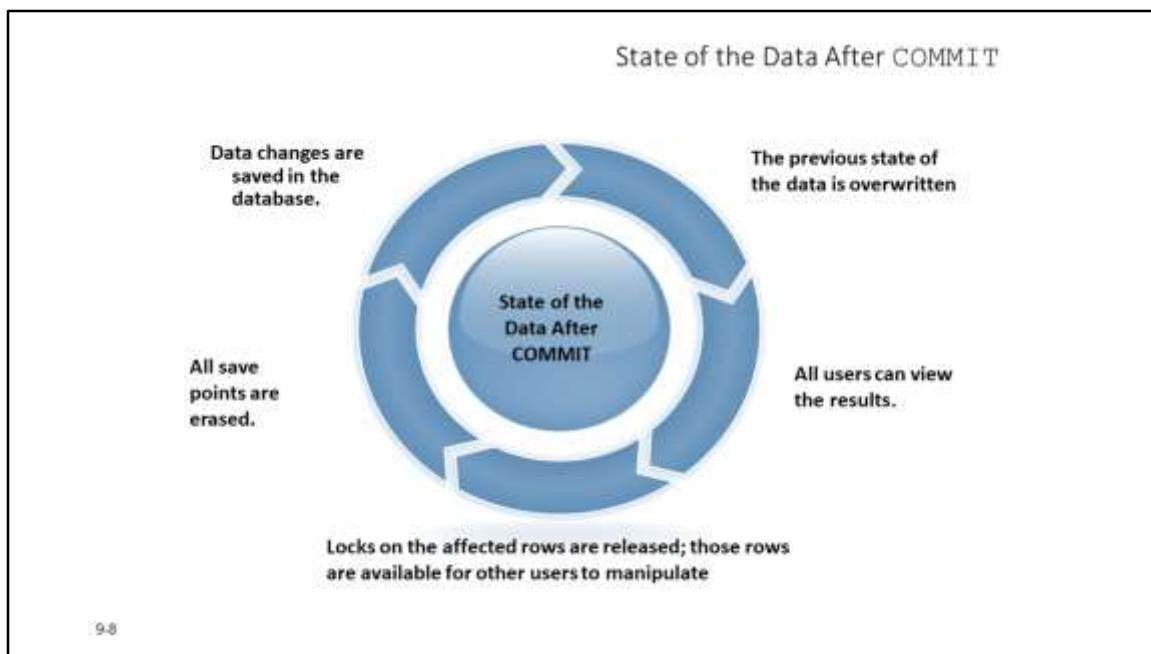 State of the Data After COMMIT
Data changes are
saved in the
database.
The previous state of
the data is overwritten
State of the
Data After
COMMIT
All save
points are
erased.
All users can view
the results.
Locks on the affected rows are released; those rows
are available for other users to manipulate
9-8